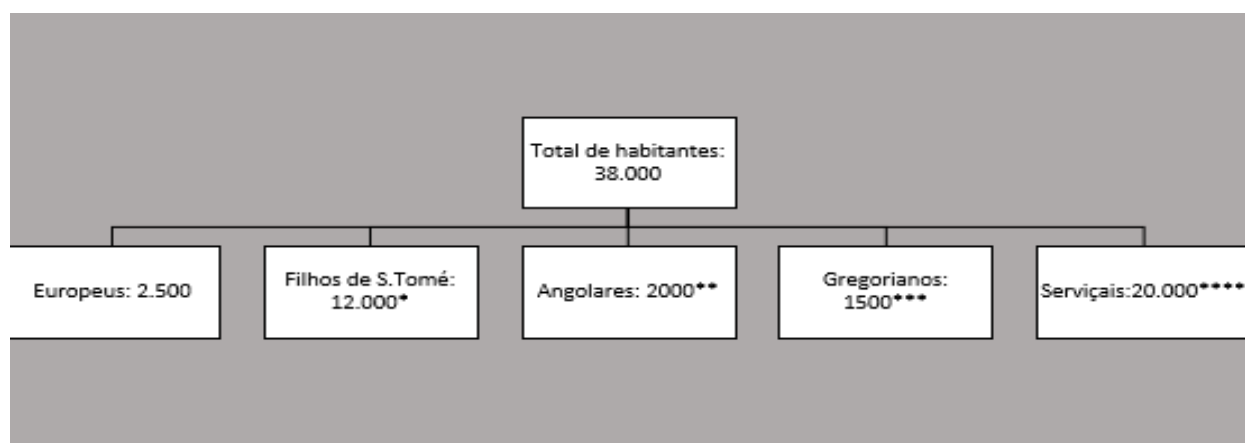 Total de habitantes:
38.000
Europeus: 2.500
Filhos de S.Tomé:
12.000*
Angolares: 2000**
Gregorianos:
1500***
Serviçais:20.000****